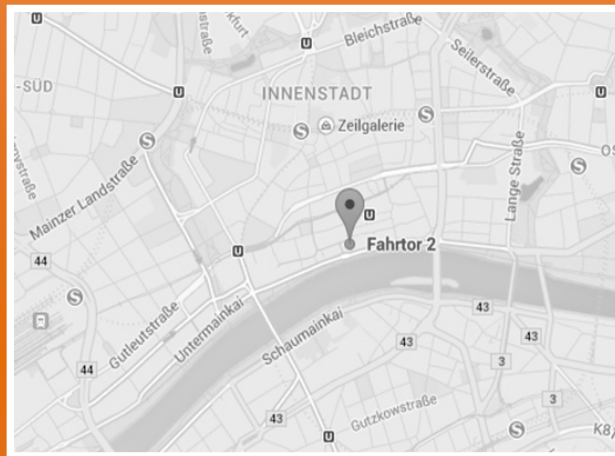 U
Bleichstraße
U
Seilerstraße
-SÜD
U
INNENSTADT
U
S
Zeilgalerie
S
S
Mainzer Landstraße
Lange Straße
S
U
Fahrtor 2
U
44
S
Gutleutstraße
Untermainkai
Schaumainkai
43
43
43
44
3
3
43
Gutzkowstraße
U
S
K8